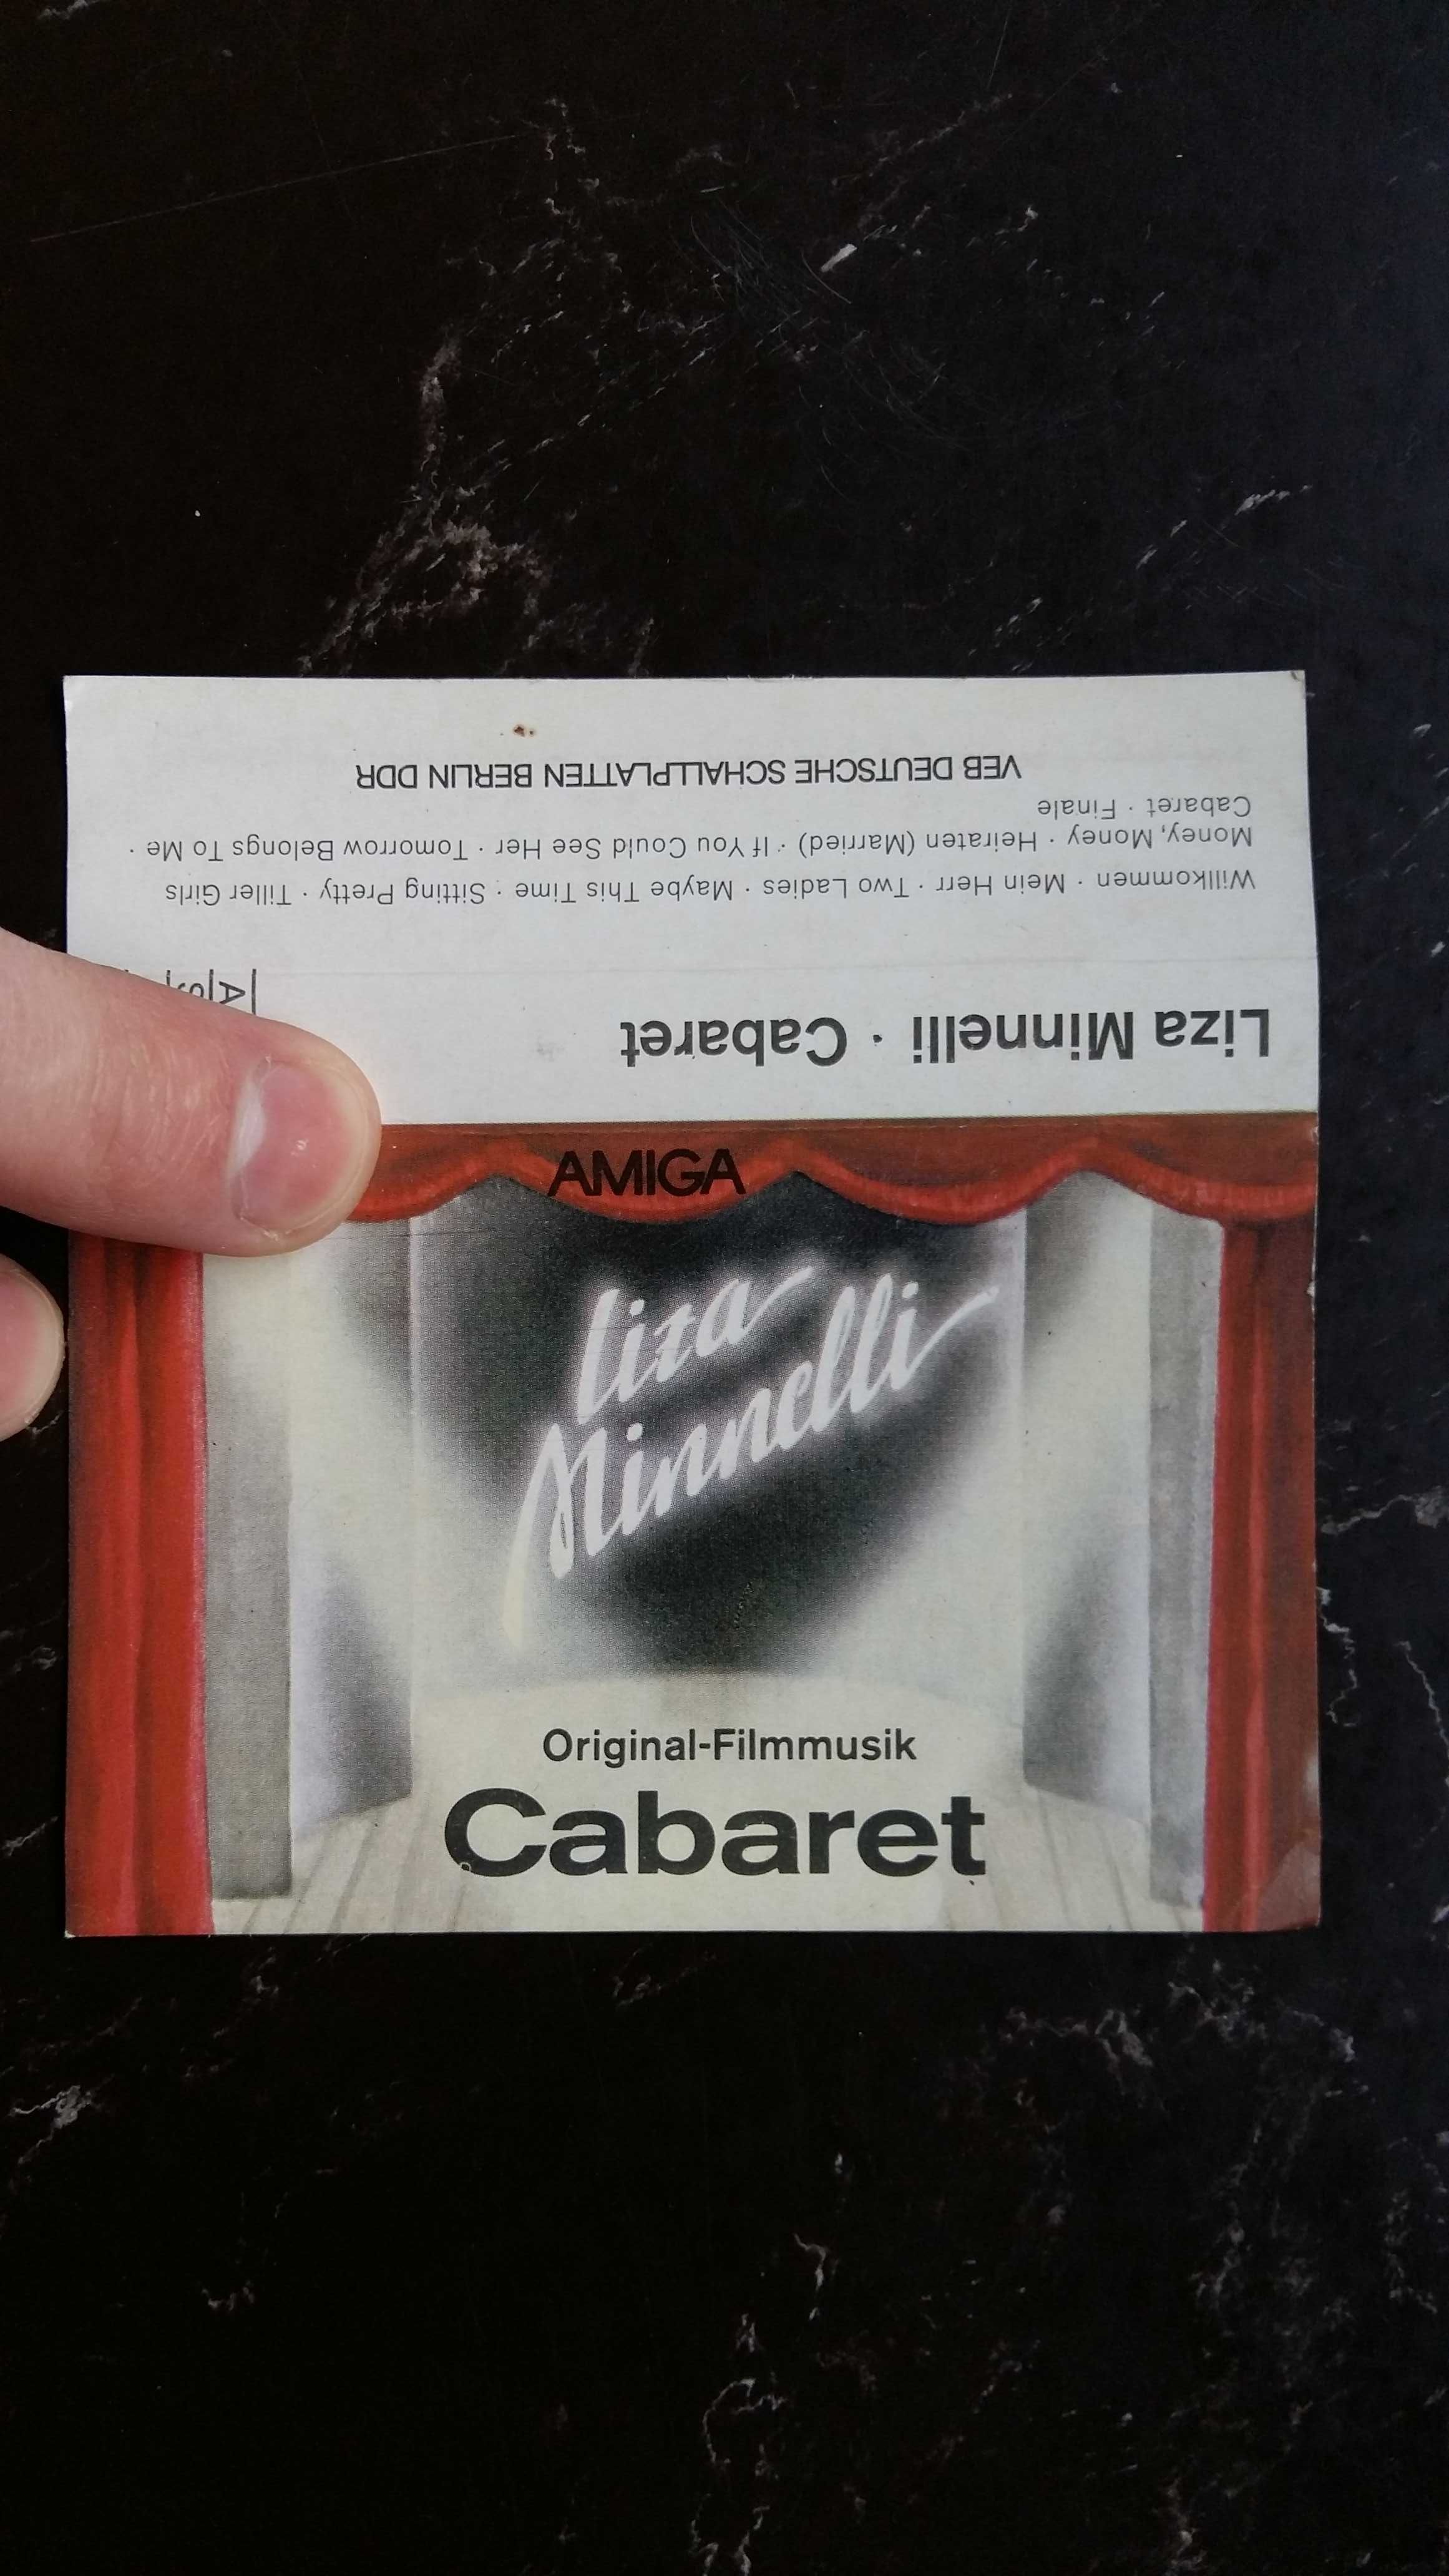 VEB DEUTSCHE SCHALLPLATTEN BERLIN DDR
Willkommen · Mein Herr · Two Ladies · Maybe This Time · Sitting Pretty · Tiller Girls
Money, Money · Heiraten (Married) · If You Could See Her · Tomorrow Belongs To Me ·
Cabaret · Finale
Liza Minnelli · Cabaret
AMIGA
Liza
Minnelli
Original-Filmmusik
Cabaret